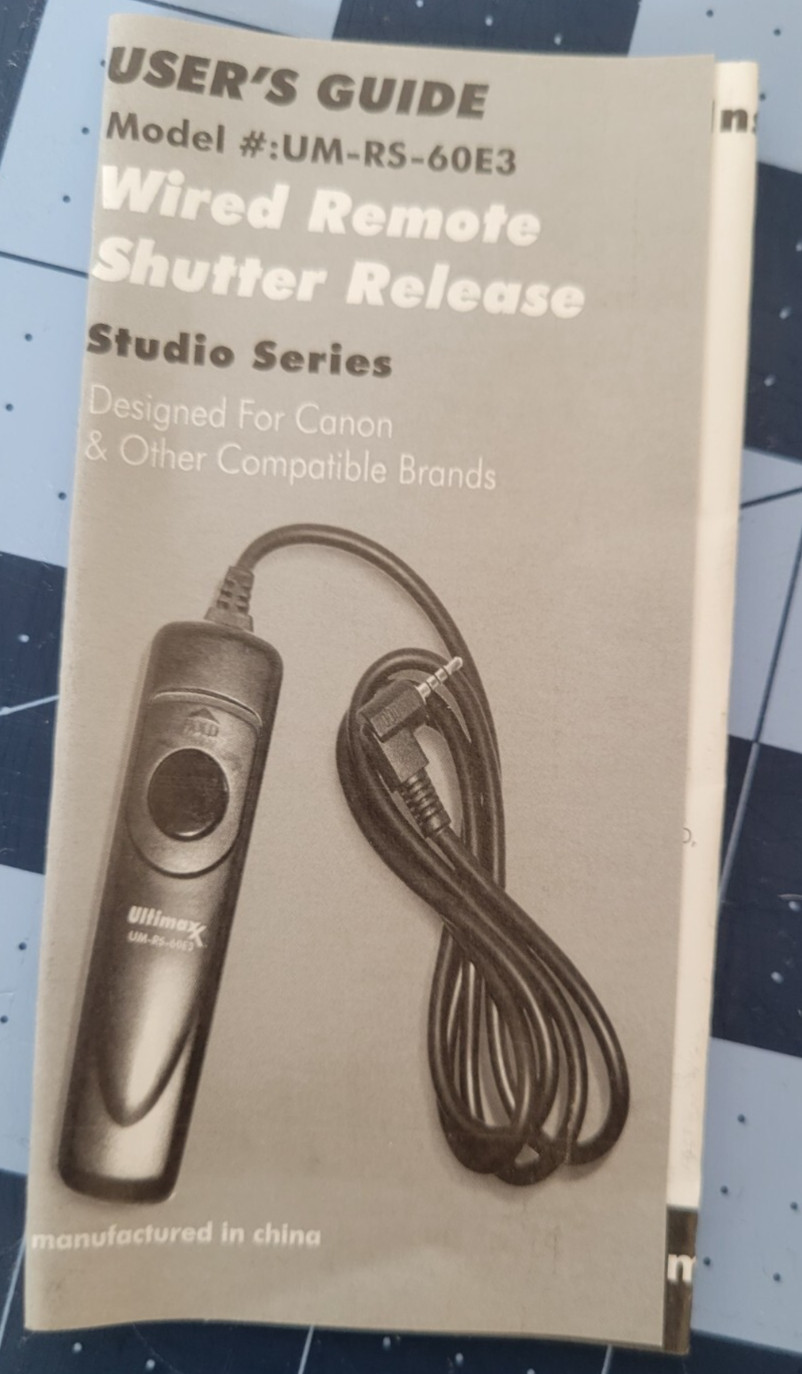 USER'S GUIDE
Model #:UM-RS-60E3
Wired Remote
Shutter Release
Studio Series
Designed For Canon
& Other Compatible Brands
Ultimaxx
UM-RS-60E3
manufactured in china